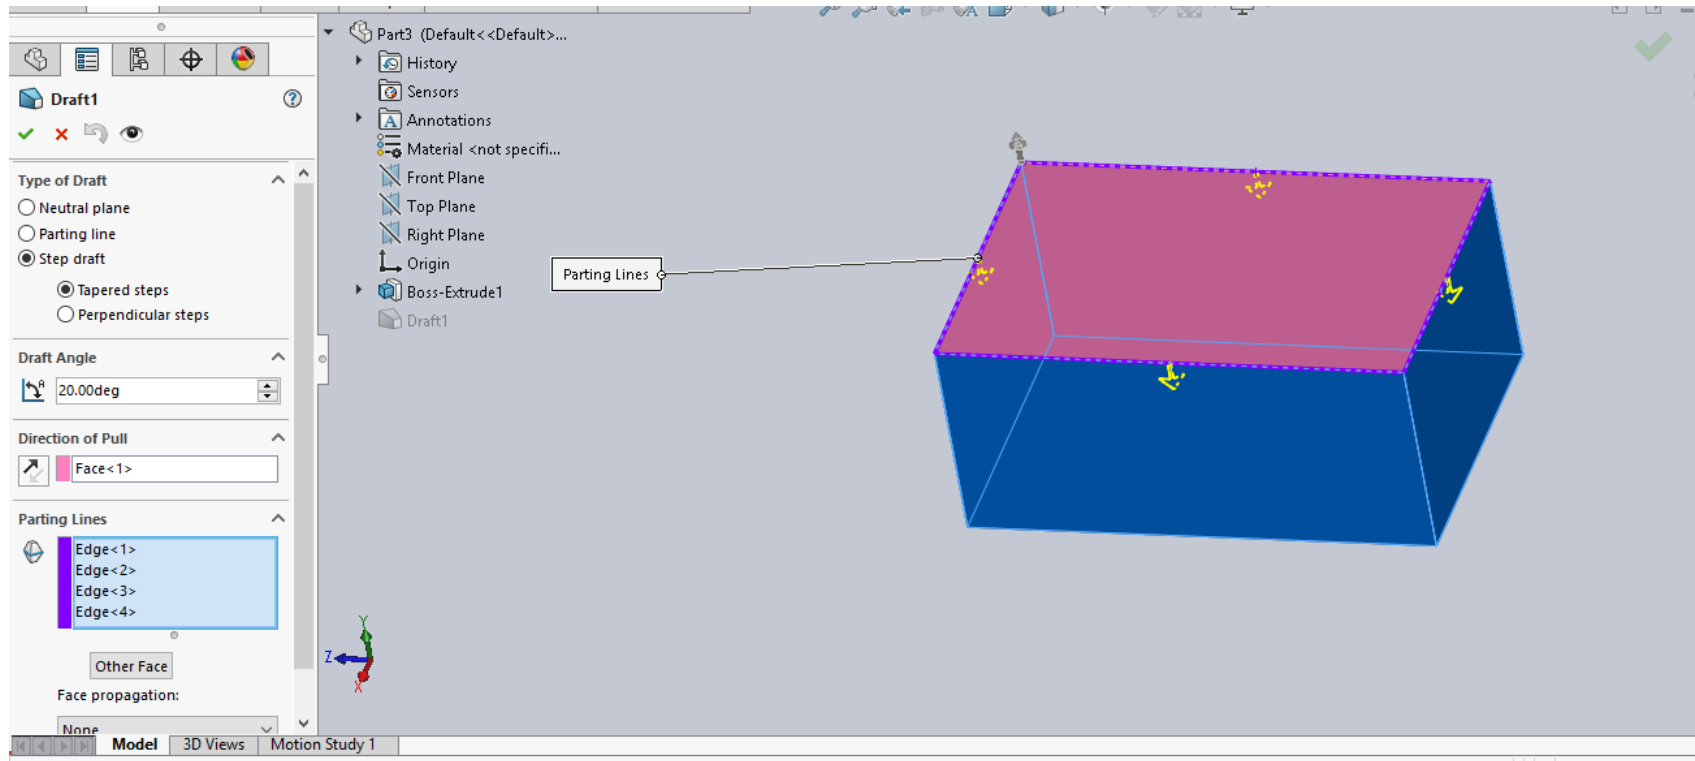 Draft1
Type of Draft
Neutral plane
Parting line
Step draft
Tapered steps
Perpendicular steps
Draft Angle
20.00deg
Direction of Pull
Face<1>
Parting Lines
Edge<1>
Edge<2>
Edge<3>
Edge<4>
Other Face
Face propagation:
None
Part3 (Default<<Default>...
History
Sensors
Annotations
Material <not specifi...
Front Plane
Top Plane
Right Plane
Origin
Boss-Extrude1
Draft1
Parting Lines
Y
Z
X
Model
3D Views
Motion Study 1